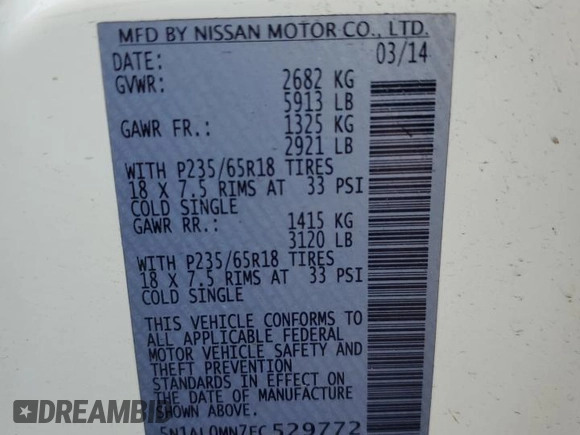 MFD BY NISSAN MOTOR CO., LTD.
DATE: 03/14
GVWR: 2682 KG
5913 LB
GAWR FR.: 1325 KG
2921 LB
WITH P235/65R18 TIRES
18 X 7.5 RIMS AT 33 PSI
COLD SINGLE
GAWR RR.: 1415 KG
3120 LB
WITH P235/65R18 TIRES
18 X 7.5 RIMS AT 33 PSI
COLD SINGLE
THIS VEHICLE CONFORMS TO
ALL APPLICABLE FEDERAL
MOTOR VEHICLE SAFETY AND
THEFT PREVENTION
STANDARDS IN EFFECT ON
THE DATE OF MANUFACTURE
SHOWN ABOVE.
5N1AL0MN7EC529772